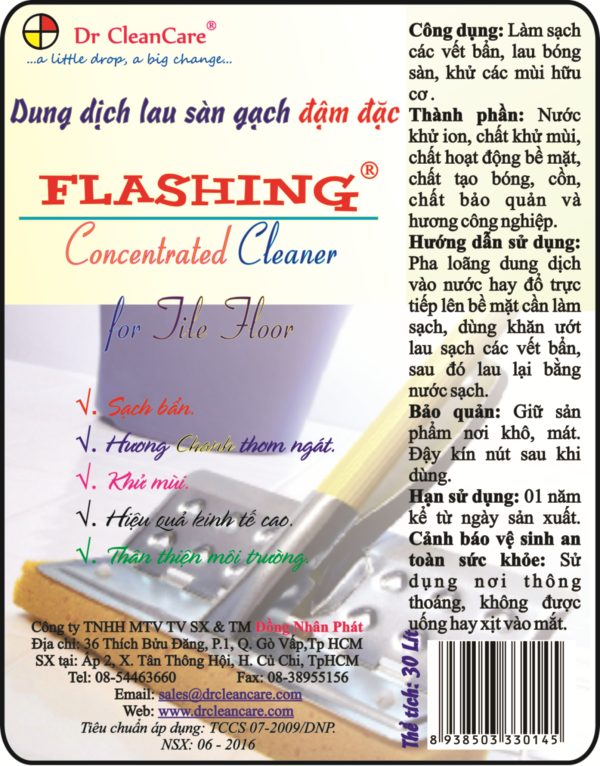 Dr CleanCare®
...a little drop, a big change...
Dung dịch lau sàn gạch đậm đặc
FLASHING®
Concentrated Cleaner
for Tile Floor
√. Sạch bẩn.
√. Hương Chanh thơm ngát.
√. Khử mùi.
√. Hiệu quả kinh tế cao.
√. Thân thiện môi trường.
Công ty TNHH MTV TV SX & TM Đồng Nhân Phát
Địa chỉ: 36 Thích Bửu Đăng, P.1, Q. Gò Vấp,Tp HCM
SX tại: Ấp 2, X. Tân Thông Hội, H. Củ Chi, TpHCM
Tel: 08-54463660 Fax: 08-38955156
Email: sales@drcleancare.com
Web: www.drcleancare.com
Tiêu chuẩn áp dụng: TCCS 07-2009/DNP.
NSX: 06 - 2016
Công dụng: Làm sạch
các vết bẩn, lau bóng
sàn, khử các mùi hữu
cơ .
Thành phần: Nước
khử ion, chất khử mùi,
chất hoạt động bề mặt,
chất tạo bóng, cồn,
chất bảo quản và
hương công nghiệp.
Hướng dẫn sử dụng:
Pha loãng dung dịch
vào nước hay đổ trực
tiếp lên bề mặt cần làm
sạch, dùng khăn ướt
lau sạch các vết bẩn,
sau đó lau lại bằng
nước sạch.
Bảo quản: Giữ sản
phẩm nơi khô, mát.
Đậy kín nút sau khi
dùng.
Hạn sử dụng: 01 năm
kể từ ngày sản xuất.
Cảnh báo vệ sinh an
toàn sức khỏe: Sử
dụng nơi thông
thoáng, không được
uống hay xịt vào mắt.
Thể tích: 30 Lít
8 938503 330145